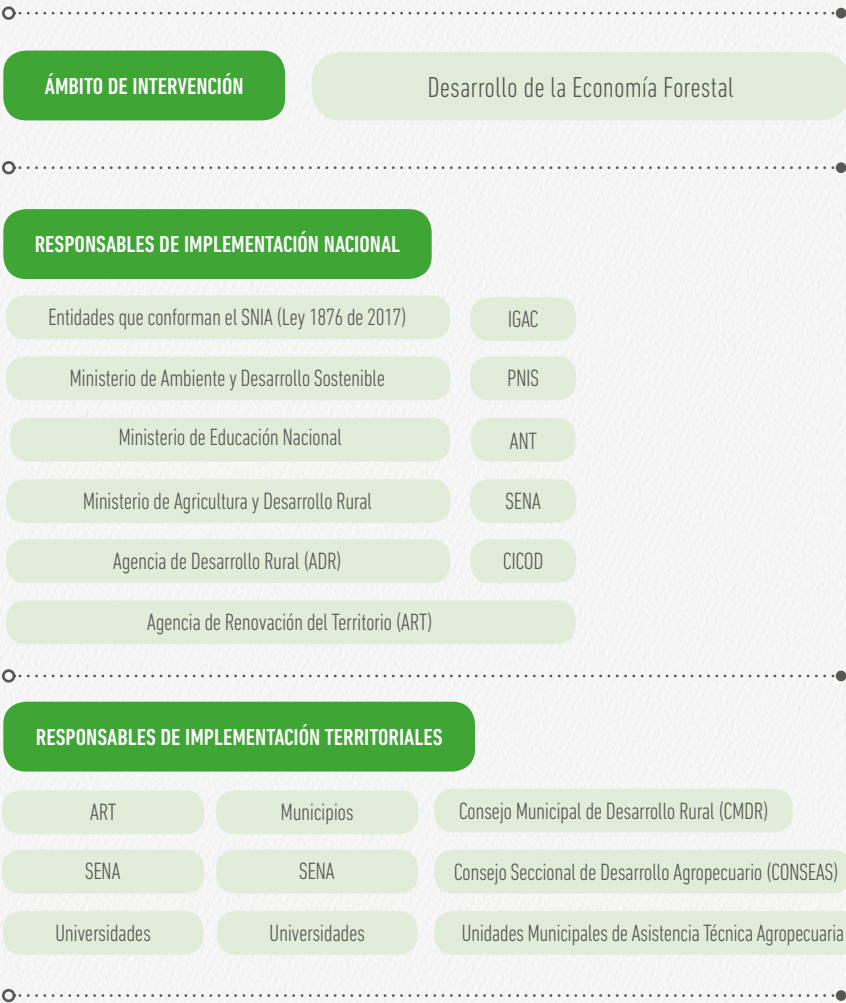 ÁMBITO DE INTERVENCIÓN
Desarrollo de la Economía Forestal
RESPONSABLES DE IMPLEMENTACIÓN NACIONAL
Entidades que conforman el SNIA (Ley 1876 de 2017)
IGAC
Ministerio de Ambiente y Desarrollo Sostenible
PNIS
Ministerio de Educación Nacional
ANT
Ministerio de Agricultura y Desarrollo Rural
SENA
Agencia de Desarrollo Rural (ADR)
CICOD
Agencia de Renovación del Territorio (ART)
RESPONSABLES DE IMPLEMENTACIÓN TERRITORIALES
ART
Municipios
Consejo Municipal de Desarrollo Rural (CMDR)
SENA
SENA
Consejo Seccional de Desarrollo Agropecuario (CONSEAS)
Universidades
Universidades
Unidades Municipales de Asistencia Técnica Agropecuaria